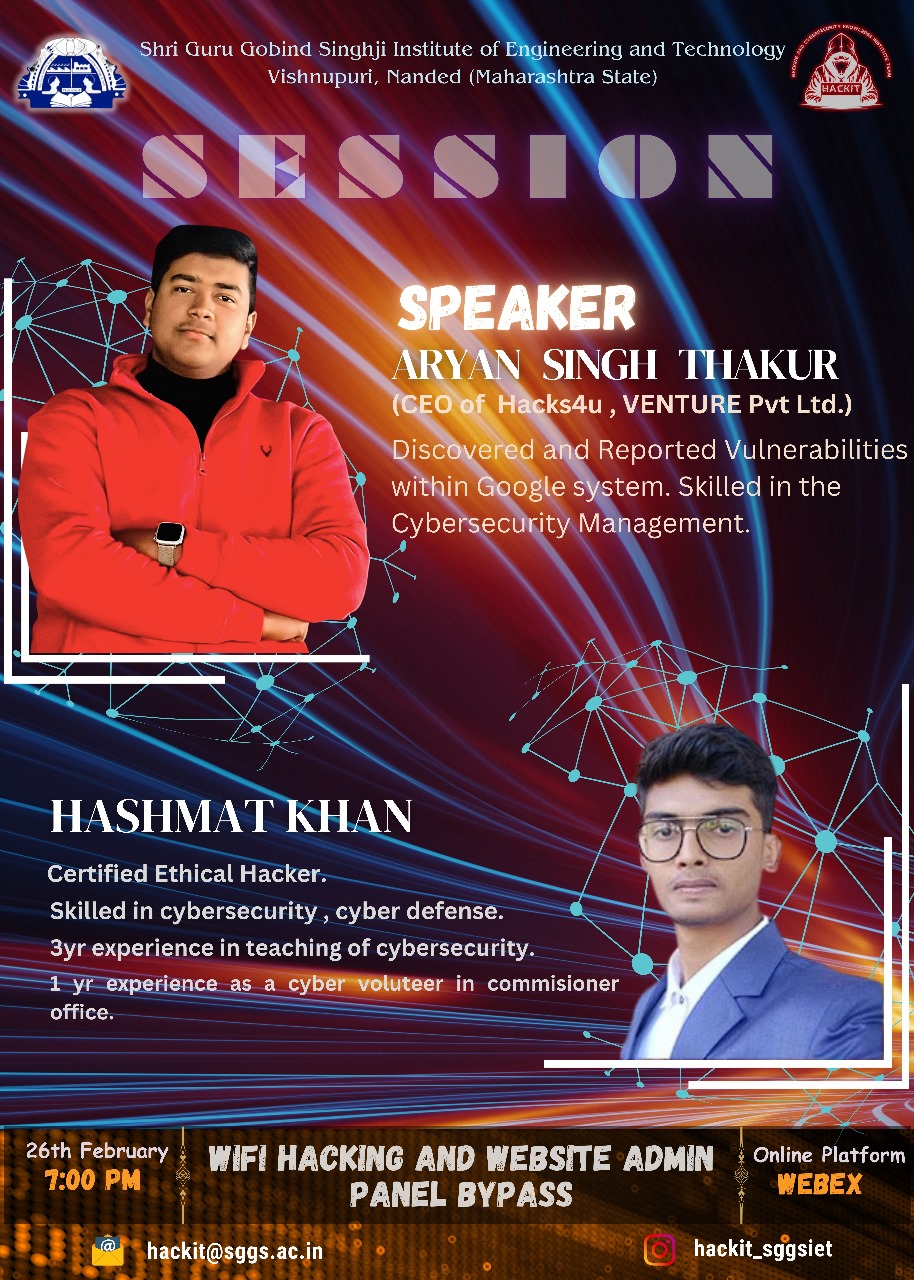 Shri Guru Gobind Singhji Institute of Engineering and Technology
Vishnupuri, Nanded (Maharashtra State)
HACKIT
SESSION
SPEAKER
ARYAN SINGH THAKUR
(CEO of Hacks4u , VENTURE Pvt Ltd.)
Discovered and Reported Vulnerabilities
within Google system. Skilled in the
Cybersecurity Management.
HASHMAT KHAN
Certified Ethical Hacker.
Skilled in cybersecurity , cyber defense.
3yr experience in teaching of cybersecurity.
1 yr experience as a cyber voluteer in commisioner
office.
26th February
7:00 PM
WIFI HACKING AND WEBSITE ADMIN
PANEL BYPASS
Online Platform
WEBEX
hackit@sggs.ac.in
hackit_sggsiet